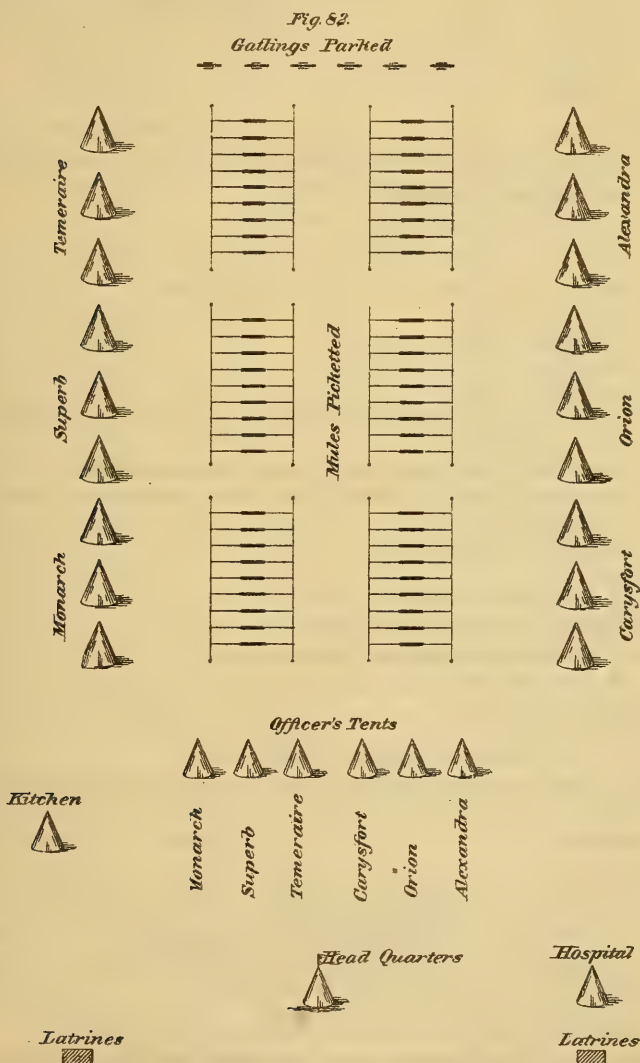 Fig. 82.
Gatlings Parked
Temeraire
Alexandra
Superb
Mules Picketted
Orion
Monarch
Carysfort
Officer's Tents
Kitchen
Monarch
Superb
Temeraire
Carysfort
Orion
Alexandra
Head Quarters
Hospital
Latrines
Latrines